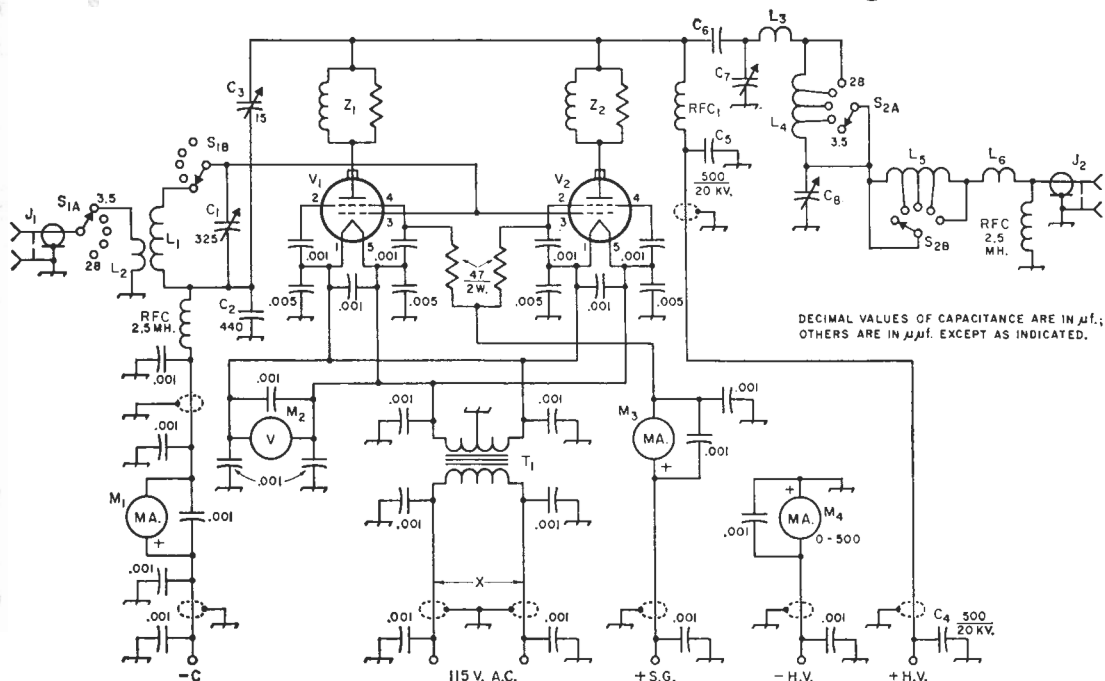 C3
15
Z1
Z2
RFC1
C6
C7
L3
28
S2A
L4
3.5
C5
500
20 KV.
C8
L5
L6
J2
S2B
RFC
2.5
MH.
S1B
J1
S1A
3.5
28
L2
L1
C1
325
V1
2
4
3
1
5
V2
2
4
3
1
5
.001
.001
.001
.001
.005
.001
.005
47
2W.
.005
.001
.005
C2
440
RFC
2.5MH.
DECIMAL VALUES OF CAPACITANCE ARE IN μf.;
OTHERS ARE IN μμf. EXCEPT AS INDICATED.
.001
.001
M2
V
.001
.001
.001
T1
.001
.001
M3
MA.
+
.001
.001
.001
M1
MA.
+
.001
.001
.001
X
+
MA.
M4
0-500
.001
.001
.001
.001
.001
.001
C4
500
20 KV.
-C
115 V. A.C.
+S.G.
-H.V.
+H.V.